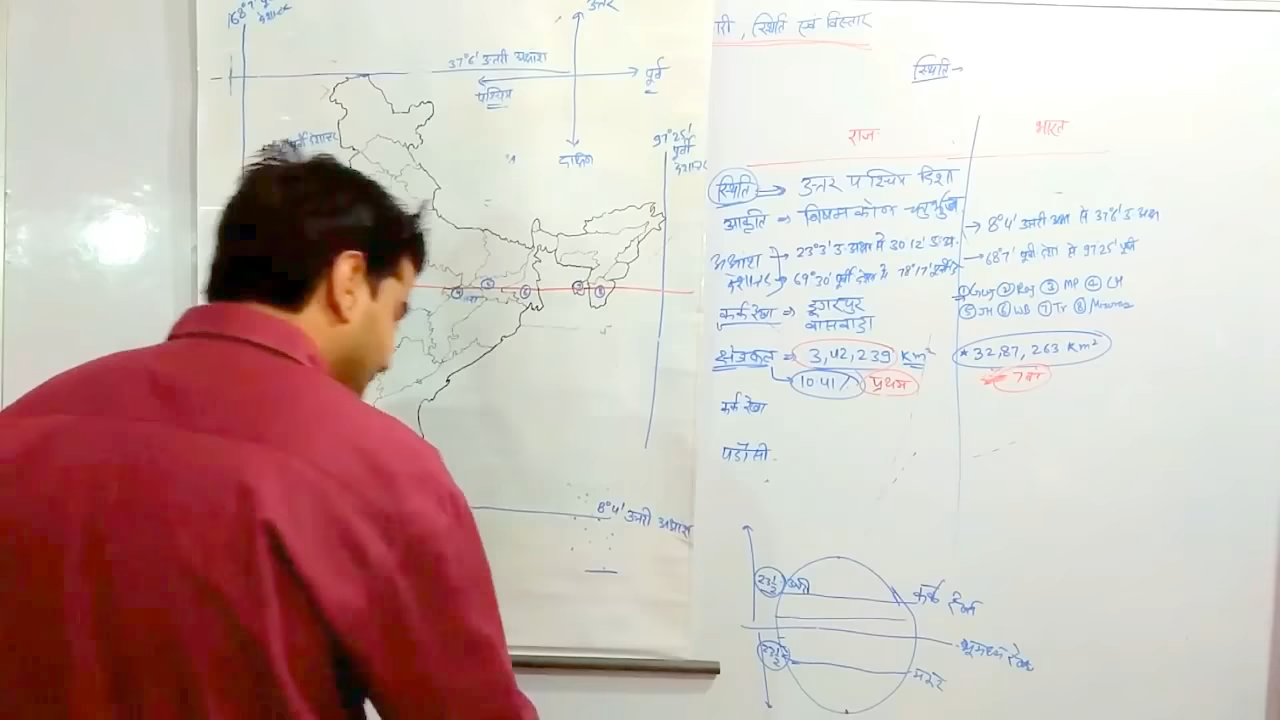 68°7' पू
देशान्तर
उत्तर
37°6' उत्तरी अक्षांश
पूर्व
पश्चिम
97°25'
पूर्वी
देशान्तर
दक्षिण
8°4' उत्तरी अक्षांश
री , स्थिति एवं विस्तार
स्थिति→
राज.
भारत
स्थिति ⇒ उत्तर पश्चिम दिशा
आकृति ⇒ विषम कोण चतुर्भुज
→ 8°4' उत्तरी अक्ष से 37°6' उ अक्ष
अक्षांश → 23°3' उ अक्षा से 30°12' उ अ.
→ 68°7' पूर्वी देशा से 97°25' पूर्वी
देशान्तर → 69°30' पूर्वी देशा से 78°17' पूर्वी
① Guj ② Raj ③ MP ④ CH
⑤ JH ⑥ WB ⑦ Tr ⑧
कर्क रेखा ⇒ डूंगरपुर
बांसवाड़ा
क्षेत्रफल ⇒ 3,42,239 Km²
* 32,87,263 Km²
10.41% प्रथम
7वां
कर्क रेखा
पडौसी.
23½ उत्तरी
कर्क रेखा
भूमध्य रेखा
23½
मकर